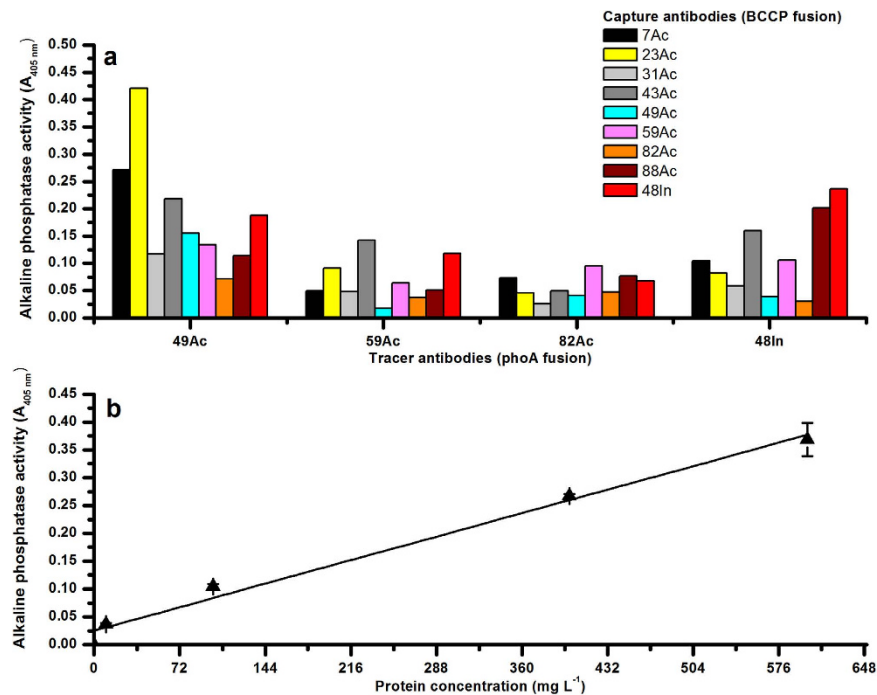 Capture antibodies (BCCP fusion)
7Ac
23Ac
31Ac
43Ac
49Ac
59Ac
82Ac
88Ac
48In
a
Alkaline phosphatase activity (A405 nm)
0.50
0.45
0.40
0.35
0.30
0.25
0.20
0.15
0.10
0.05
0.00
49Ac 59Ac 82Ac 48In
Tracer antibodies (phoA fusion)
b
Alkaline phosphatase activity (A405 nm)
0.45
0.40
0.35
0.30
0.25
0.20
0.15
0.10
0.05
0.00
0 72 144 216 288 360 432 504 576 648
Protein concentration (mg L⁻¹)